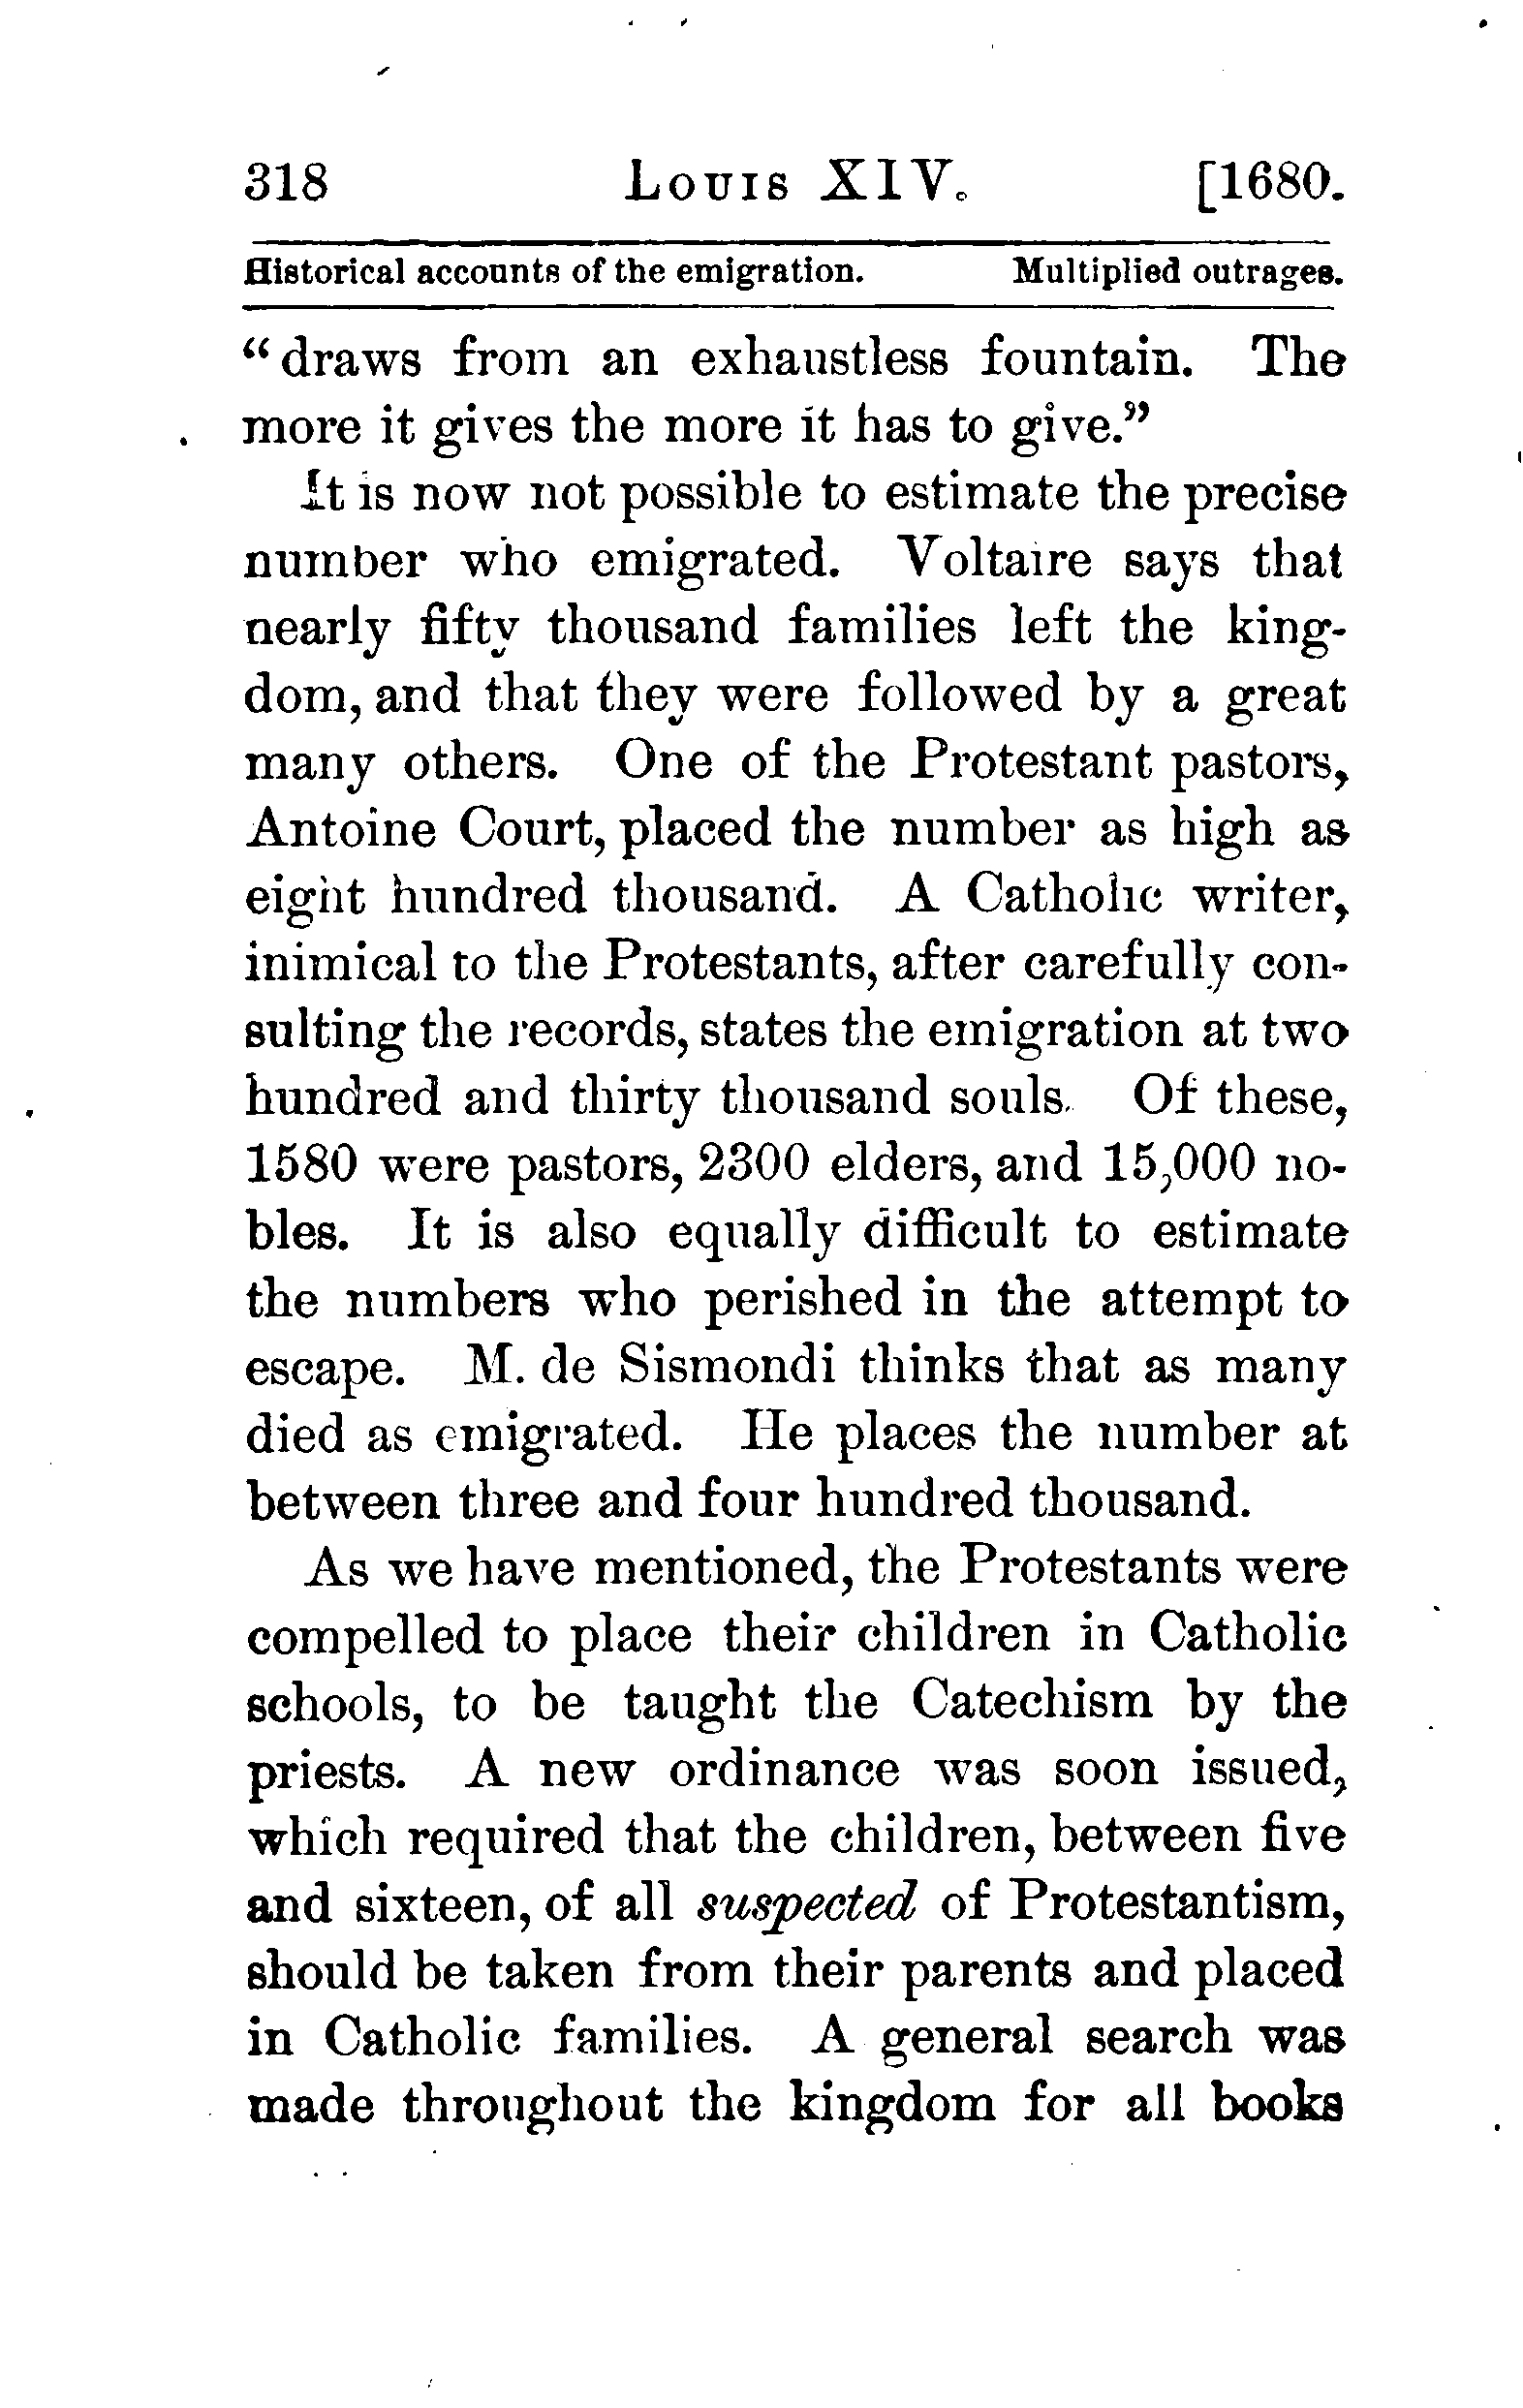 318 Louis XIV. [1680.
Historical accounts of the emigration. Multiplied outrages.
“draws from an exhaustless fountain. The
more it gives the more it has to give.”
It is now not possible to estimate the precise
number who emigrated. Voltaire says that
nearly fifty thousand families left the king-
dom, and that they were followed by a great
many others. One of the Protestant pastors,
Antoine Court, placed the number as high as
eight hundred thousand. A Catholic writer,
inimical to the Protestants, after carefully con-
sulting the records, states the emigration at two
hundred and thirty thousand souls. Of these,
1580 were pastors, 2300 elders, and 15,000 no-
bles. It is also equally difficult to estimate
the numbers who perished in the attempt to
escape. M. de Sismondi thinks that as many
died as emigrated. He places the number at
between three and four hundred thousand.
As we have mentioned, the Protestants were
compelled to place their children in Catholic
schools, to be taught the Catechism by the
priests. A new ordinance was soon issued,
which required that the children, between five
and sixteen, of all suspected of Protestantism,
should be taken from their parents and placed
in Catholic families. A general search was
made throughout the kingdom for all books